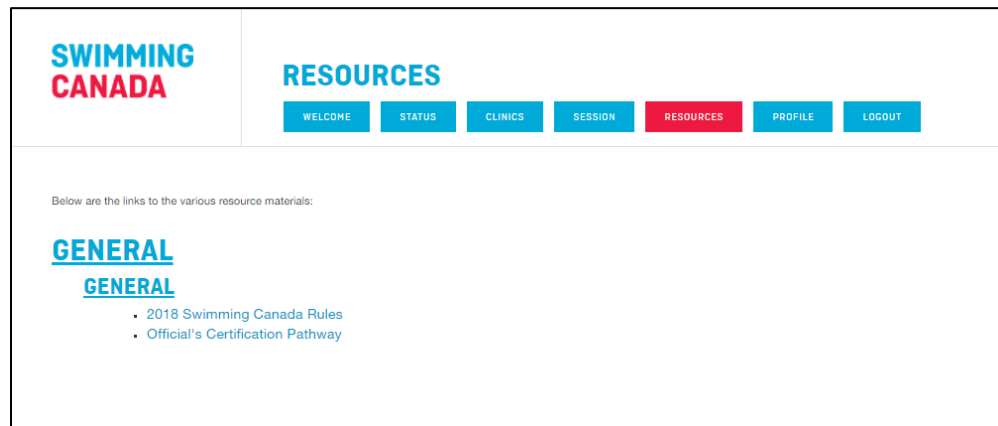 SWIMMING
CANADA
RESOURCES
WELCOME
STATUS
CLINICS
SESSION
RESOURCES
PROFILE
LOGOUT
Below are the links to the various resource materials:
GENERAL
GENERAL
2018 Swimming Canada Rules
Official's Certification Pathway